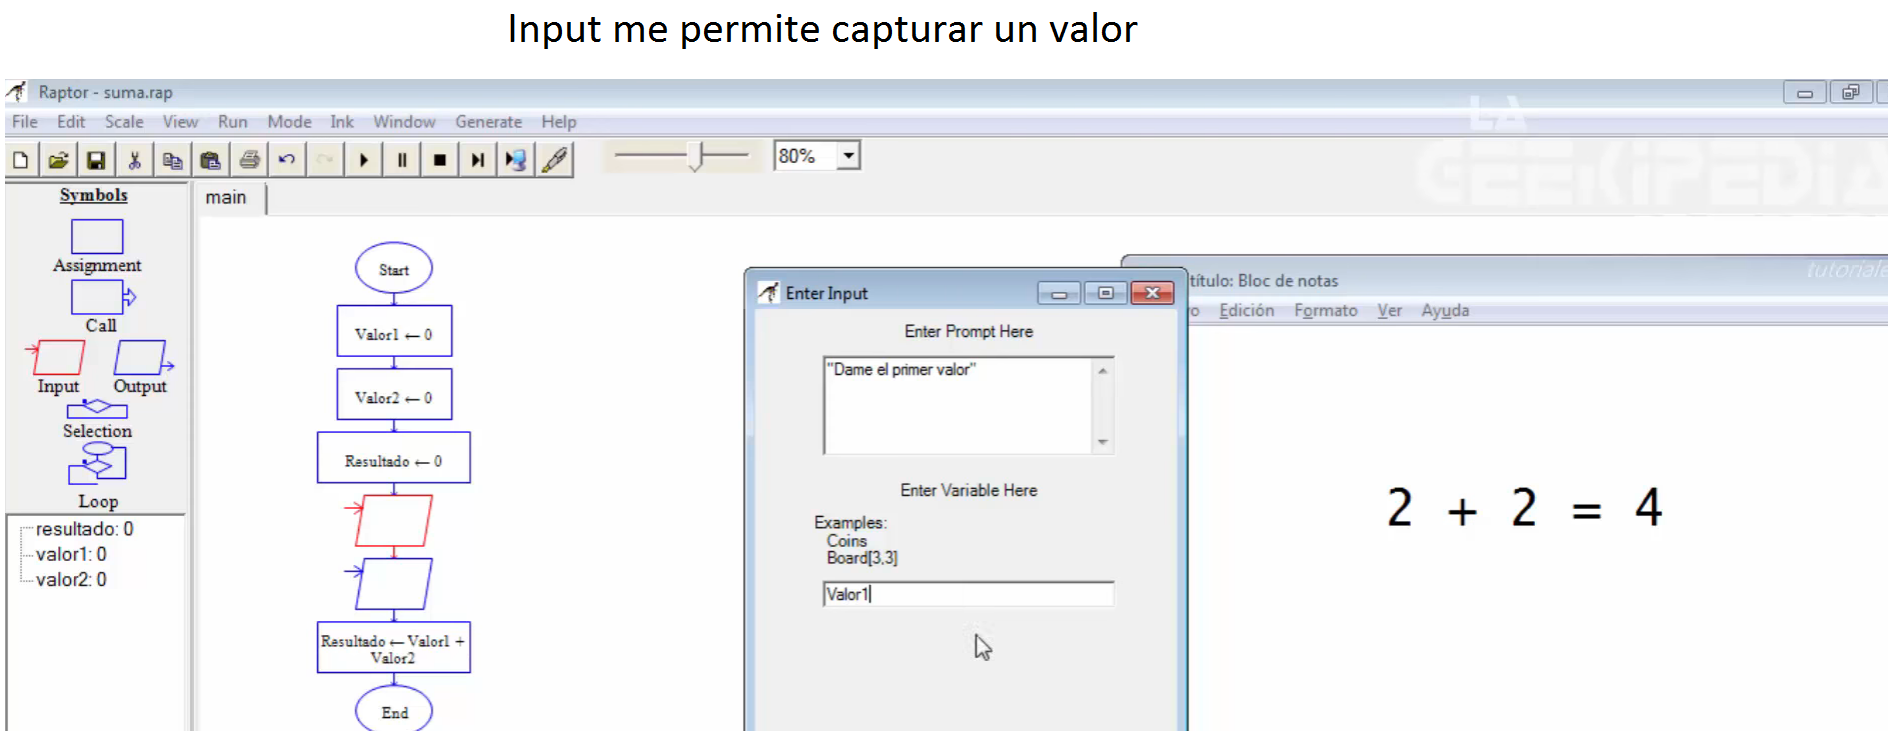 Input me permite capturar un valor
Raptor - suma.rap
File Edit Scale View Run Mode Ink Window Generate Help
80%
LA
GEEKIPEDIA
Symbols
main
Assignment
Call
Input Output
Selection
Loop
resultado: 0
valor1: 0
valor2: 0
Start
Valor1 ← 0
Valor2 ← 0
Resultado ← 0
Resultado ← Valor1 +
Valor2
End
Enter Input
Enter Prompt Here
"Dame el primer valor"
Enter Variable Here
Examples:
Coins
Board[3,3]
Valor1
título: Bloc de notas
Edición Formato Ver Ayuda
2 + 2 = 4